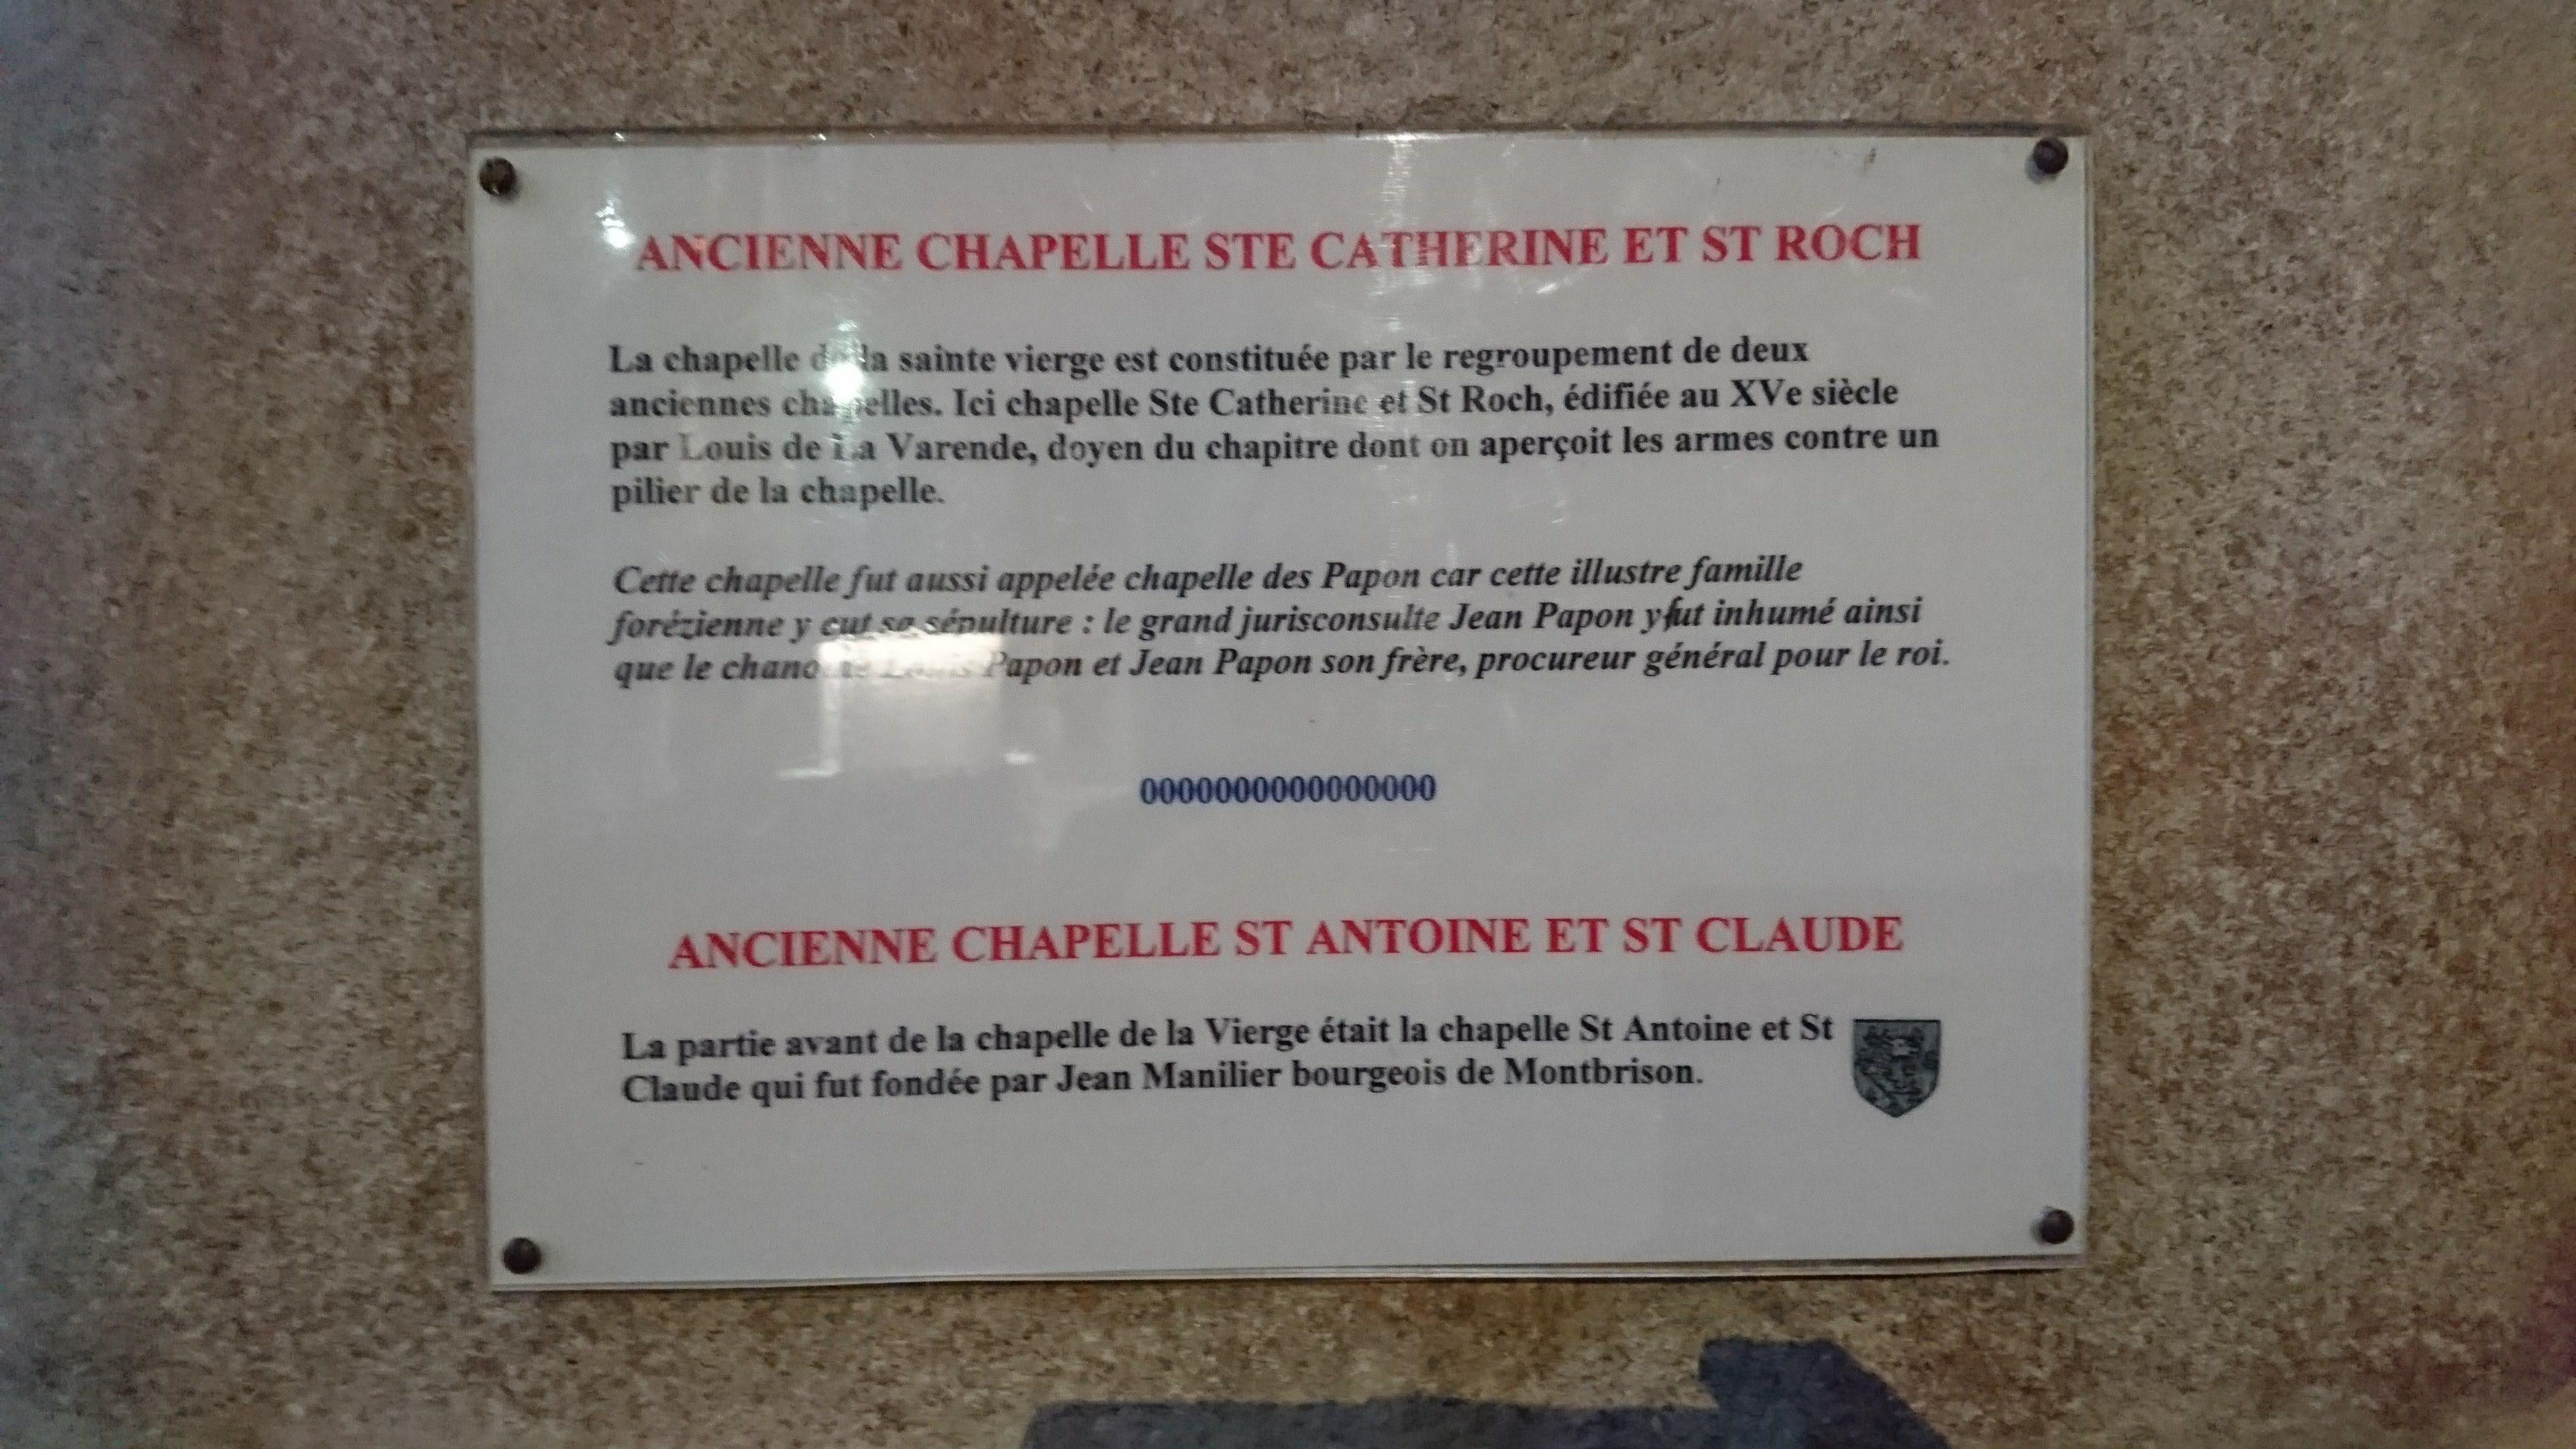 ANCIENNE CHAPELLE STE CATHERINE ET ST ROCH
La chapelle de la sainte vierge est constituée par le regroupement de deux
anciennes chapelles. Ici chapelle Ste Catherine et St Roch, édifiée au XVe siècle
par Louis de La Varende, doyen du chapitre dont on aperçoit les armes contre un
pilier de la chapelle.
Cette chapelle fut aussi appelée chapelle des Papon car cette illustre famille
forézienne y eut sa sépulture : le grand jurisconsulte Jean Papon y fut inhumé ainsi
que le chanoine Louis Papon et Jean Papon son frère, procureur général pour le roi.
0000000000000000
ANCIENNE CHAPELLE ST ANTOINE ET ST CLAUDE
La partie avant de la chapelle de la Vierge était la chapelle St Antoine et St
Claude qui fut fondée par Jean Manilier bourgeois de Montbrison.